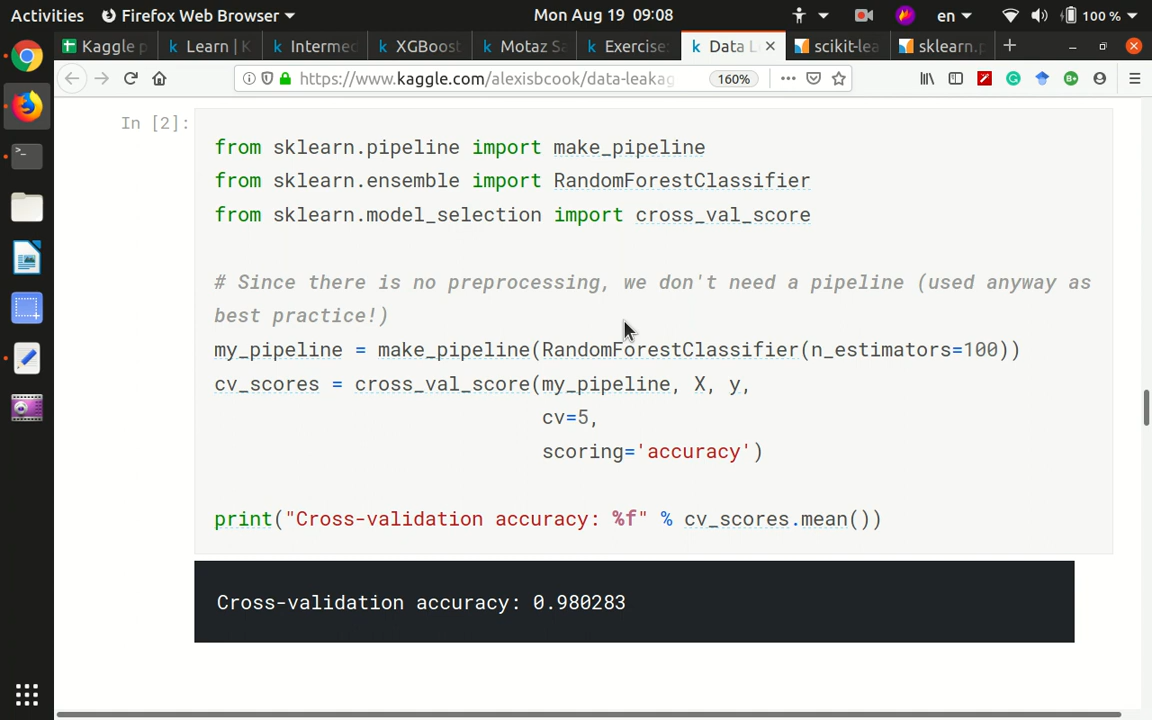 Activities Firefox Web Browser Mon Aug 19 09:08 en 100 %
Kaggle p Learn | K Intermed XGBoost Motaz Sa Exercise: Data L scikit-lea sklearn.p
https://www.kaggle.com/alexisbcook/data-leakag 160%
In [2]:
from sklearn.pipeline import make_pipeline
from sklearn.ensemble import RandomForestClassifier
from sklearn.model_selection import cross_val_score
# Since there is no preprocessing, we don't need a pipeline (used anyway as
best practice!)
my_pipeline = make_pipeline(RandomForestClassifier(n_estimators=100))
cv_scores = cross_val_score(my_pipeline, X, y,
cv=5,
scoring='accuracy')
print("Cross-validation accuracy: %f" % cv_scores.mean())
Cross-validation accuracy: 0.980283